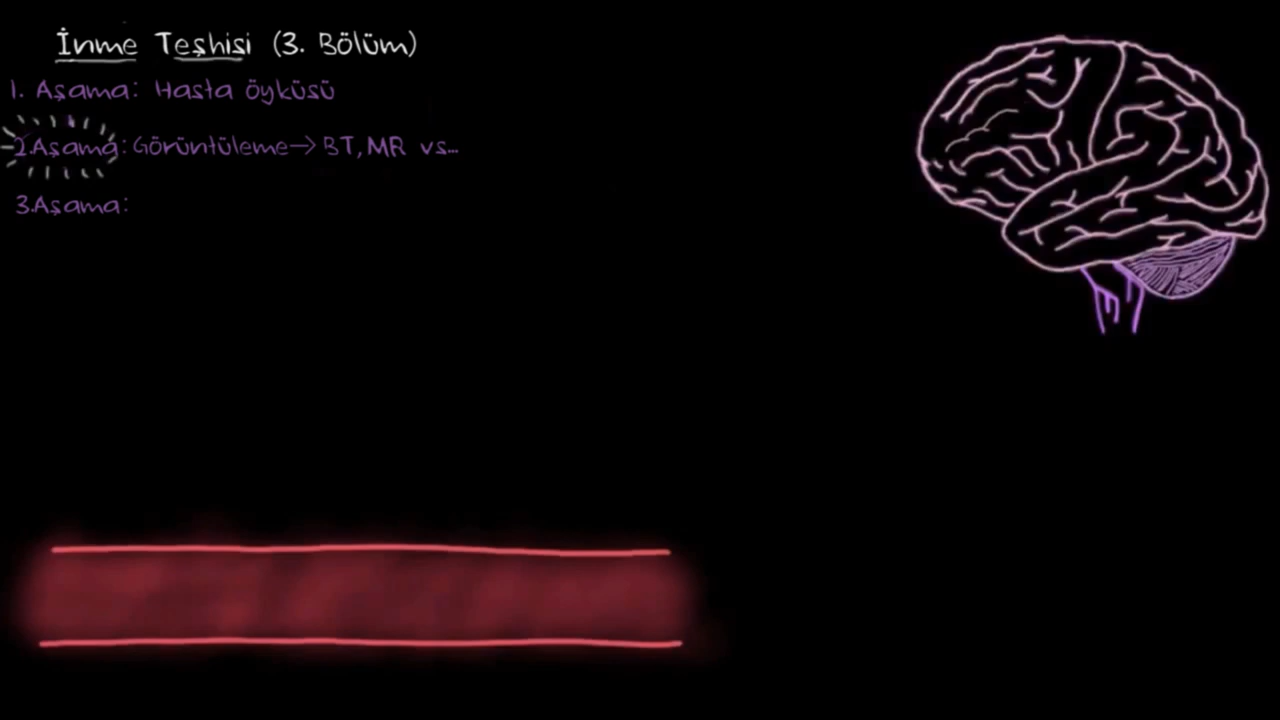 İnme Teşhisi (3. Bölüm)
1. Aşama: Hasta öyküsü
2.Aşama: Görüntüleme→ BT, MR vs...
3.Aşama: